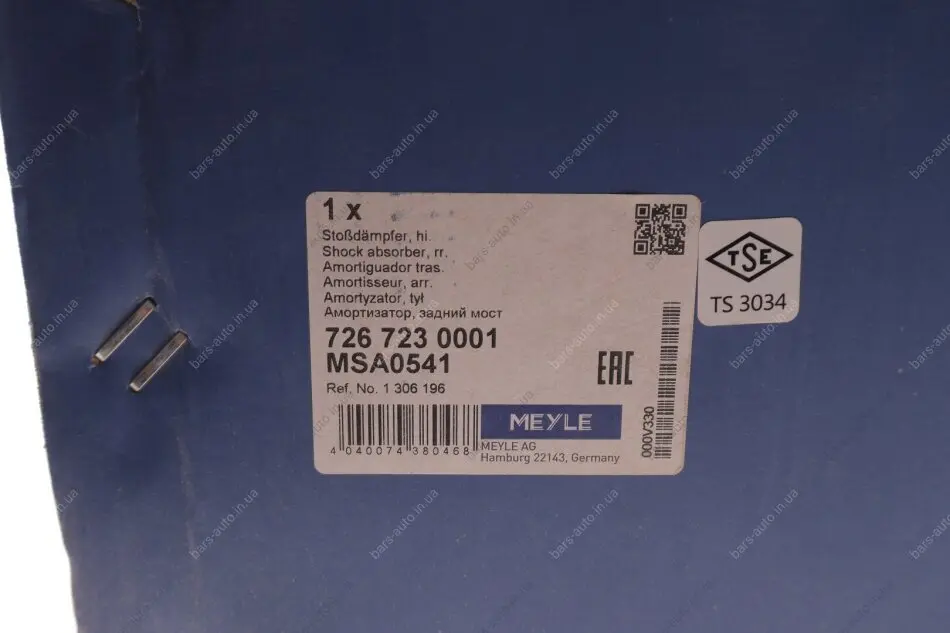 1 x
Stoßdämpfer, hi.
Shock absorber, rr.
Amortiguador tras.
Amortisseur, arr.
Amortyzator, tył
Амортизатор, задний мост
726 723 0001
MSA0541
Ref. No. 1 306 196
EAC
MEYLE
MEYLE AG
Hamburg 22143, Germany
4 040074 380468
000V330
TSE
TS 3034
bars-auto.in.ua